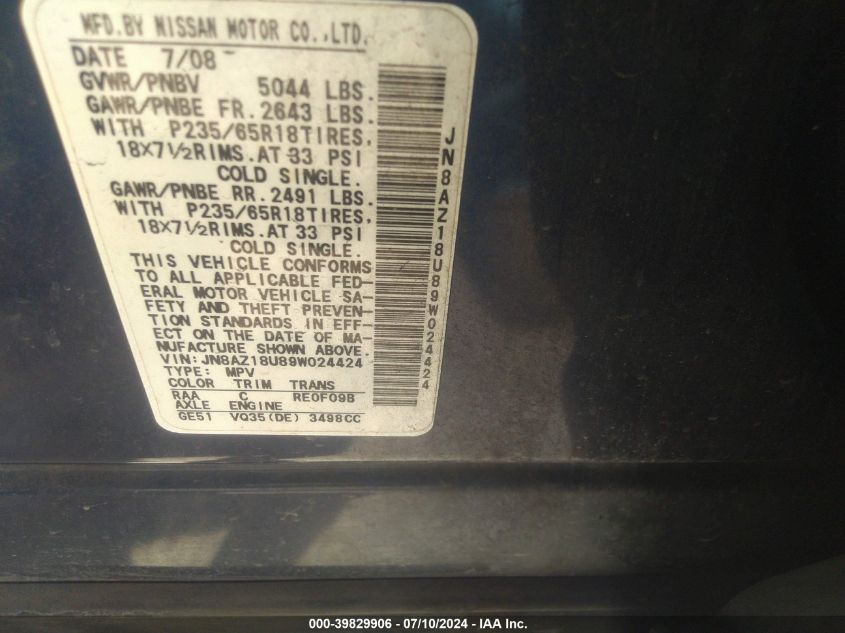 MFD.BY NISSAN MOTOR CO.,LTD.
DATE 7/08
GVWR/PNBV 5044 LBS.
GAWR/PNBE FR.2643 LBS.
WITH P235/65R18TIRES,
18X7½RIMS.AT 33 PSI
COLD SINGLE.
GAWR/PNBE RR.2491 LBS.
WITH P235/65R18TIRES,
18X7½RIMS.AT 33 PSI
COLD SINGLE.
THIS VEHICLE CONFORMS
TO ALL APPLICABLE FED-
ERAL MOTOR VEHICLE SA-
FETY AND THEFT PREVEN-
TION STANDARDS IN EFF-
ECT ON THE DATE OF MA-
NUFACTURE SHOWN ABOVE.
VIN:JN8AZ18U89W024424
TYPE: MPV
COLOR TRIM TRANS
RAA C RE0F09B
AXLE ENGINE
GE51 VQ35(DE) 3498CC
JN8AZ18U89W024424
000-39829906 - 07/10/2024 - IAA Inc.